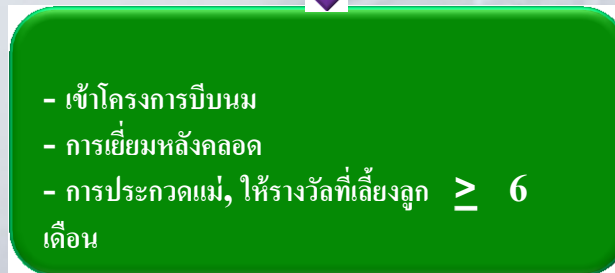 - เข้าโครงการบีบนม
- การเยี่ยมหลังคลอด
- การประกวดแม่, ให้รางวัลที่เลี้ยงลูก ≥ 6
เดือน